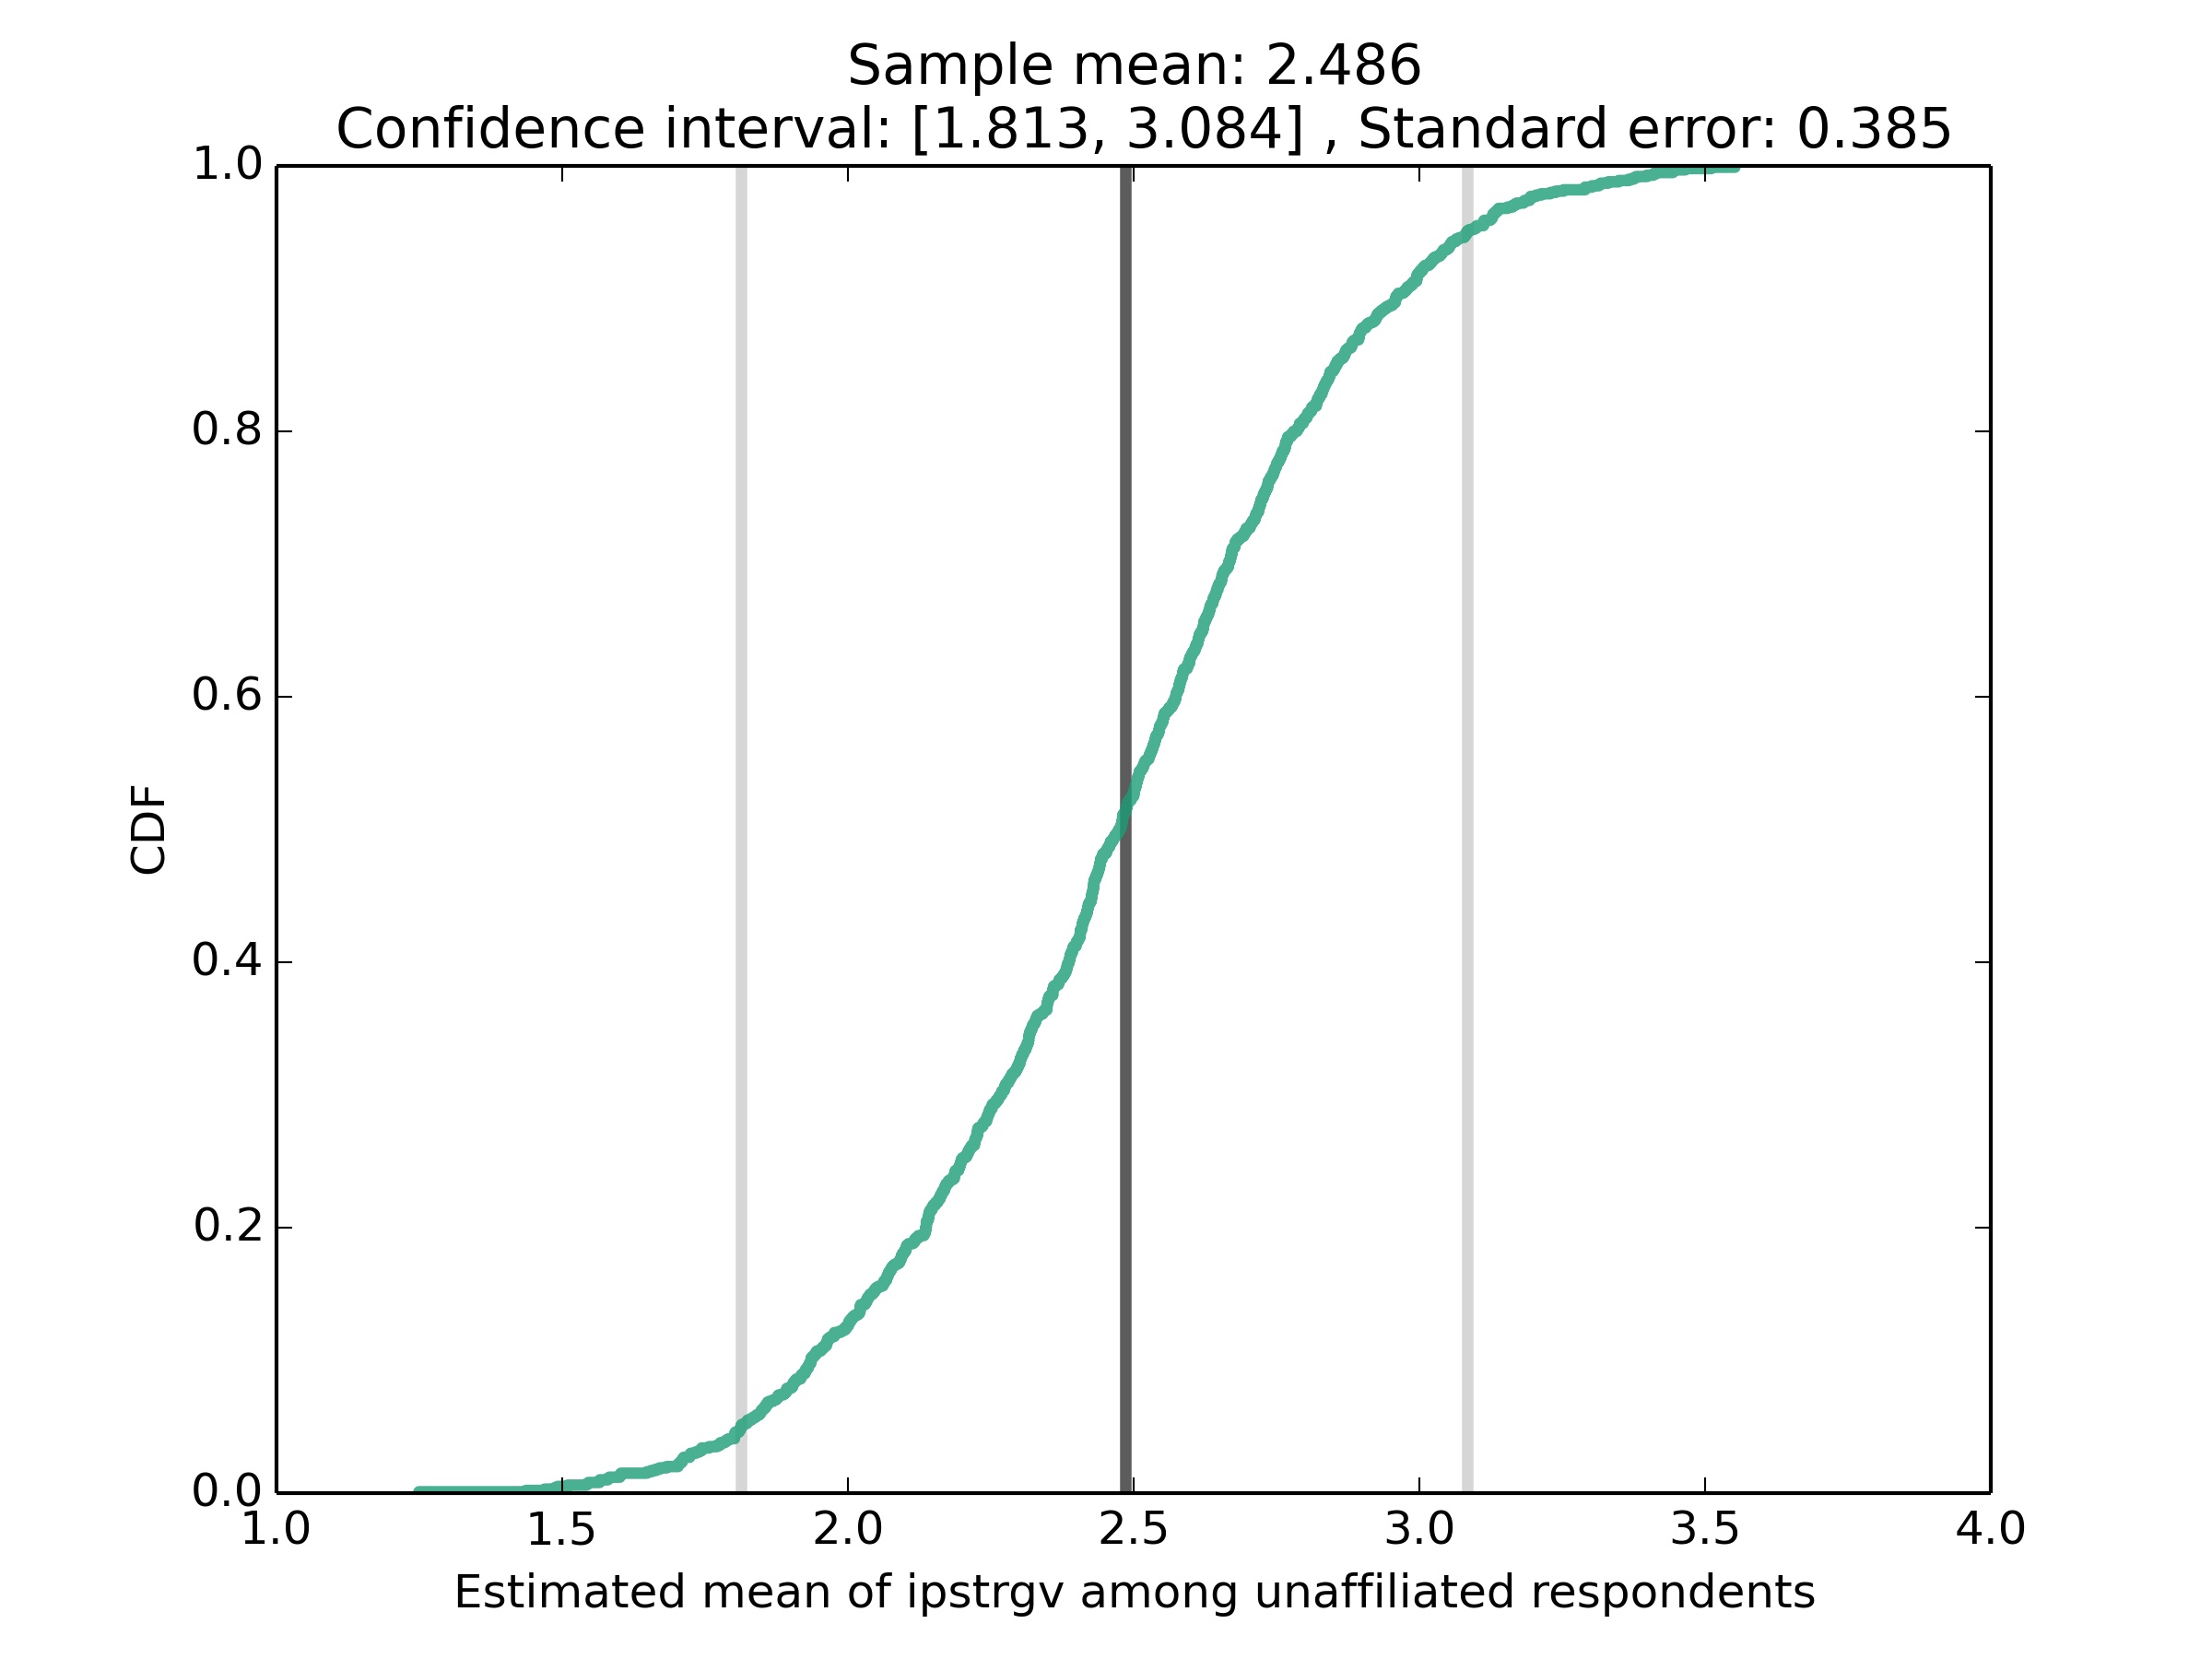 Sample mean: 2.486
Confidence interval: [1.813, 3.084] , Standard error: 0.385
1.0
0.8
0.6
0.4
0.2
0.0
CDF
1.0 1.5 2.0 2.5 3.0 3.5 4.0
Estimated mean of ipstrgv among unaffiliated respondents